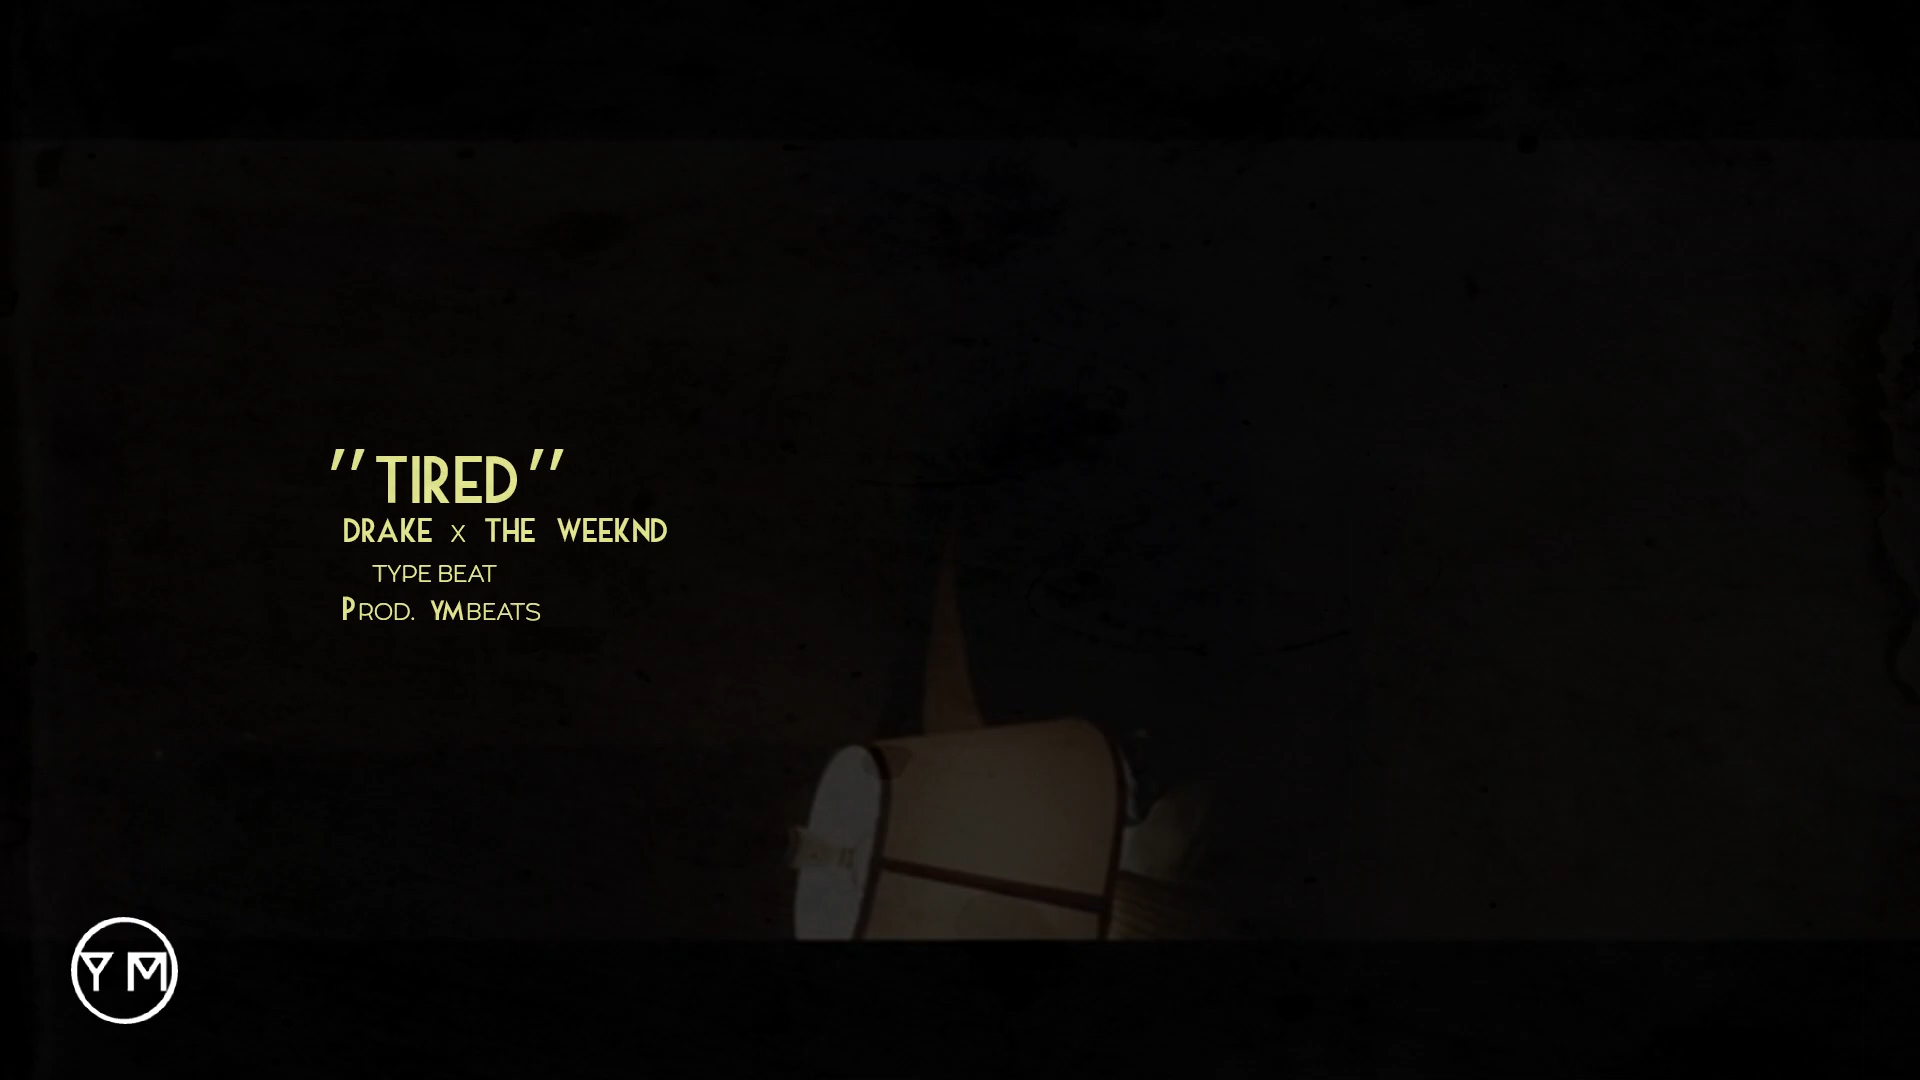 "TIRED"
DRAKE x THE WEEKND
TYPE BEAT
PROD. YMBEATS
YM